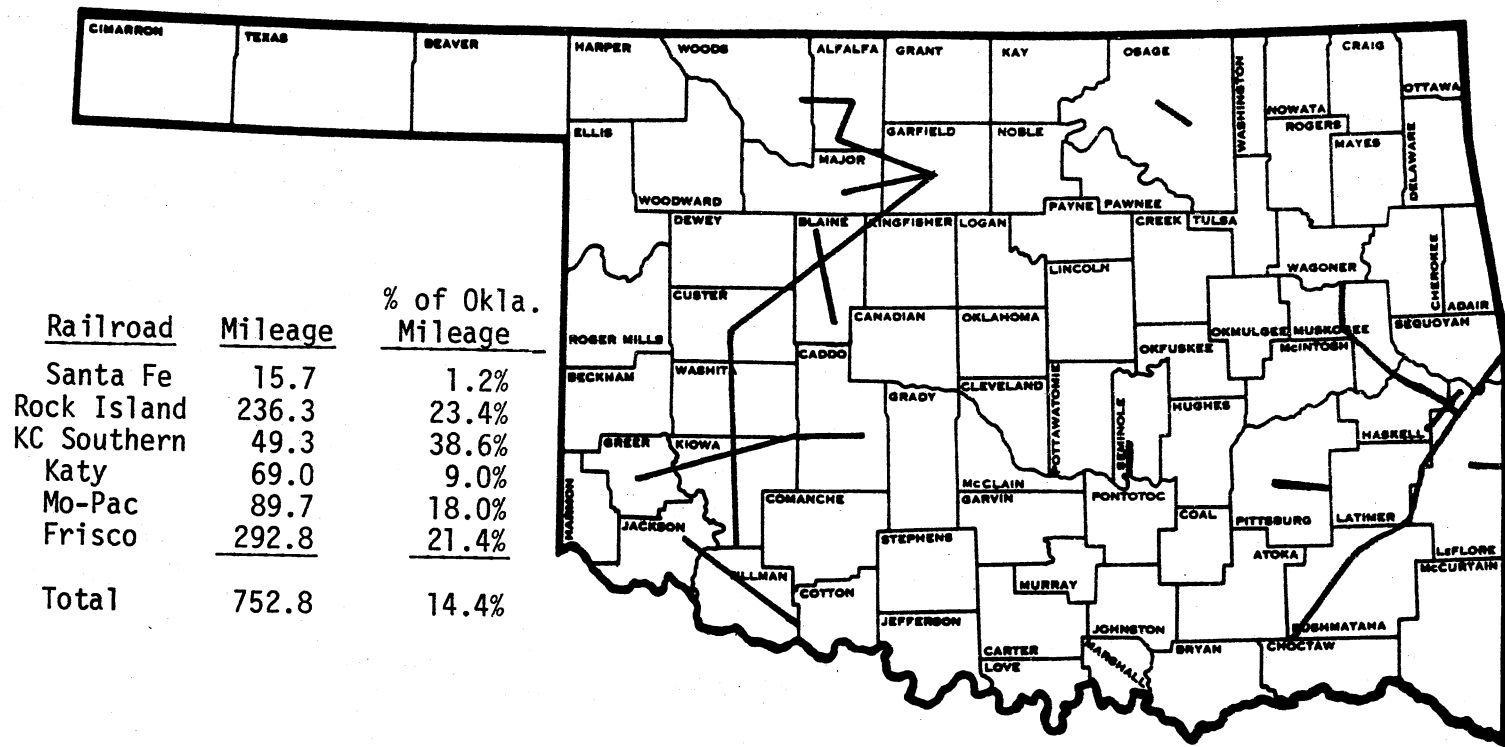 CIMARRON
TEXAS
BEAVER
HARPER
WOODS
ALFALFA
GRANT
KAY
OSAGE
WASHINGTON
NOWATA
CRAIG
OTTAWA
ELLIS
WOODWARD
MAJOR
GARFIELD
NOBLE
ROGERS
MAYES
DELAWARE
PAYNE
PAWNEE
DEWEY
BLAINE
KINGFISHER
LOGAN
CREEK
TULSA
LINCOLN
WAGONER
CHEROKEE
ADAIR
CUSTER
ROGER MILLS
CANADIAN
OKLAHOMA
OKMULGEE
MUSKOGEE
SEQUOYAH
OKFUSKEE
McINTOSH
BECKHAM
WASHITA
CADDO
GRADY
CLEVELAND
POTTAWATOMIE
SEMINOLE
HUGHES
HASKELL
GREER
KIOWA
HARMON
JACKSON
COMANCHE
McCLAIN
GARVIN
PONTOTOC
COAL
PITTSBURG
LATIMER
LeFLORE
STEPHENS
ATOKA
McCURTAIN
TILLMAN
COTTON
MURRAY
JEFFERSON
JOHNSTON
PUSHMATAHA
CARTER
LOVE
MARSHALL
BRYAN
CHOCTAW
% of Okla.
Railroad Mileage Mileage
Santa Fe 15.7 1.2%
Rock Island 236.3 23.4%
KC Southern 49.3 38.6%
Katy 69.0 9.0%
Mo-Pac 89.7 18.0%
Frisco 292.8 21.4%
Total 752.8 14.4%